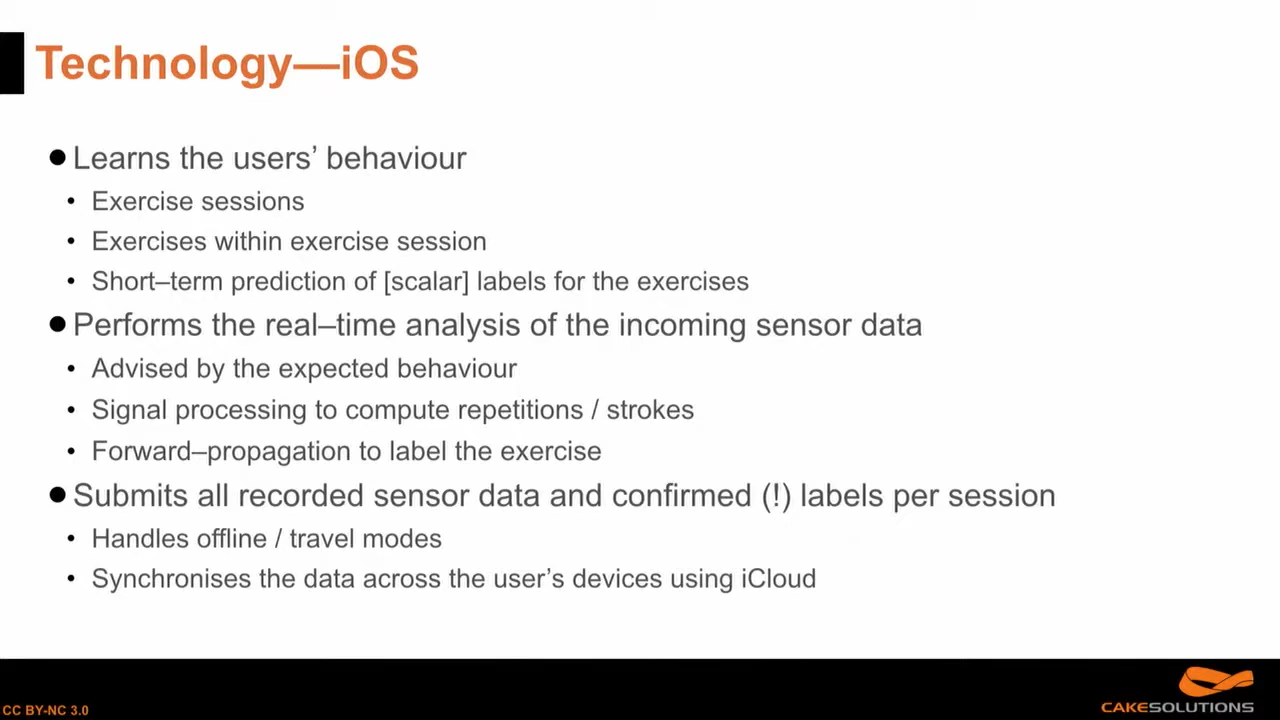 Technology—iOS
● Learns the users’ behaviour
• Exercise sessions
• Exercises within exercise session
• Short–term prediction of [scalar] labels for the exercises
● Performs the real–time analysis of the incoming sensor data
• Advised by the expected behaviour
• Signal processing to compute repetitions / strokes
• Forward–propagation to label the exercise
● Submits all recorded sensor data and confirmed (!) labels per session
• Handles offline / travel modes
• Synchronises the data across the user’s devices using iCloud
CC BY-NC 3.0
CAKESOLUTIONS